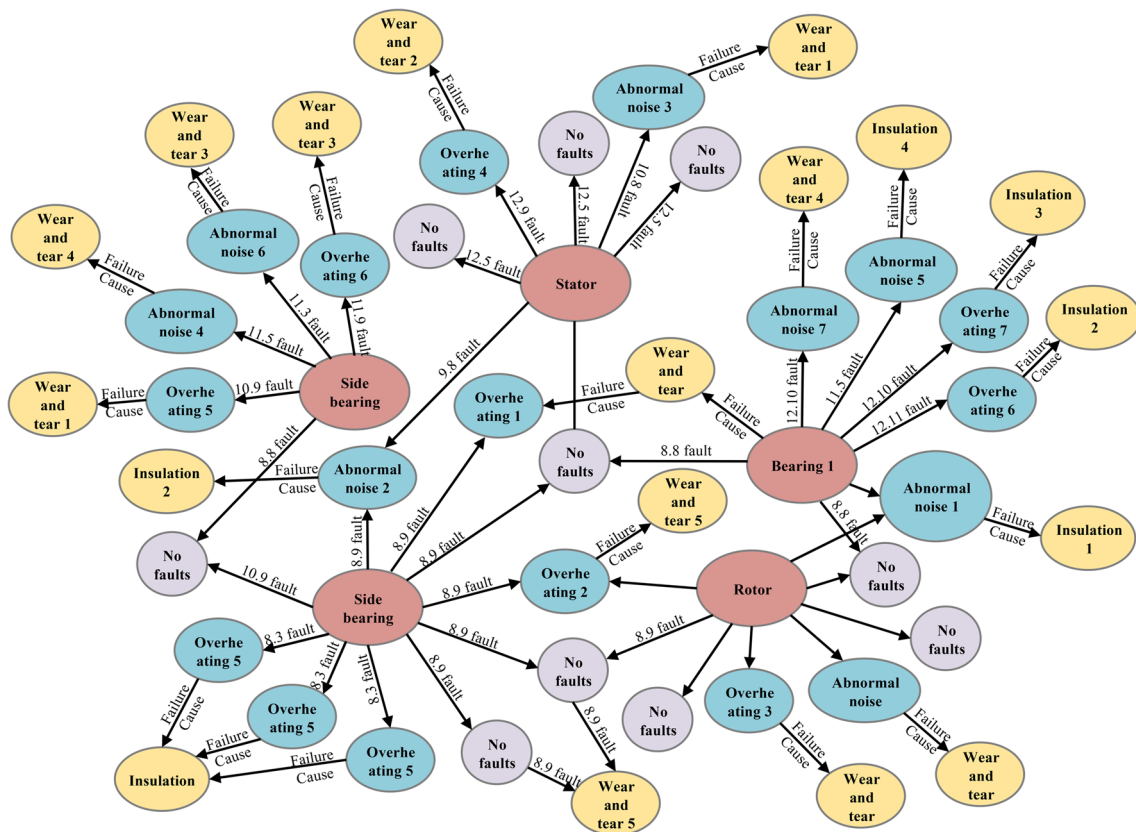 Wear
and
tear 2
Wear
and
tear 1
Failure
Cause
Failure
Cause
Abnormal
noise 3
Wear
and
tear 3
Wear
and
tear 3
No
faults
No
faults
Insulation
4
Overhe
ating 4
Wear
and
tear 4
Insulation
3
Failure
Cause
Failure
Cause
12.9 fault
12.5 fault
10.8 fault
12.5 fault
Failure
Cause
Failure
Cause
Wear
and
tear 4
Abnormal
noise 6
No
faults
Overhe
ating 6
12.5 fault
Stator
Abnormal
noise 5
Failure
Cause
Failure
Cause
Abnormal
noise 4
Abnormal
noise 7
Overhe
ating 7
Insulation
2
11.3 fault
11.9 fault
11.5 fault
9.8 fault
12.10 fault
11.5 fault
12.10 fault
12.11 fault
Failure
Cause
Wear
and
tear 1
Failure
Cause
Overhe
ating 5
10.9 fault
Side
bearing
Overhe
ating 1
Failure
Cause
Wear
and
tear
Failure
Cause
Overhe
ating 6
8.8 fault
Insulation
2
Failure
Cause
Abnormal
noise 2
No
faults
8.8 fault
Bearing 1
Abnormal
noise 1
Wear
and
tear 5
8.9 fault
8.9 fault
8.9 fault
8.8 fault
Failure
Cause
Insulation
1
No
faults
10.9 fault
Side
bearing
8.9 fault
Overhe
ating 2
Failure
Cause
Rotor
No
faults
Overhe
ating 5
8.3 fault
8.3 fault
8.3 fault
8.9 fault
8.9 fault
8.9 fault
No
faults
No
faults
Failure
Cause
Overhe
ating 5
Failure
Cause
Overhe
ating 5
Failure
Cause
No
faults
8.9 fault
8.9 fault
No
faults
Overhe
ating 3
Abnormal
noise
Failure
Cause
Failure
Cause
Insulation
Wear
and
tear 5
Wear
and
tear
Wear
and
tear